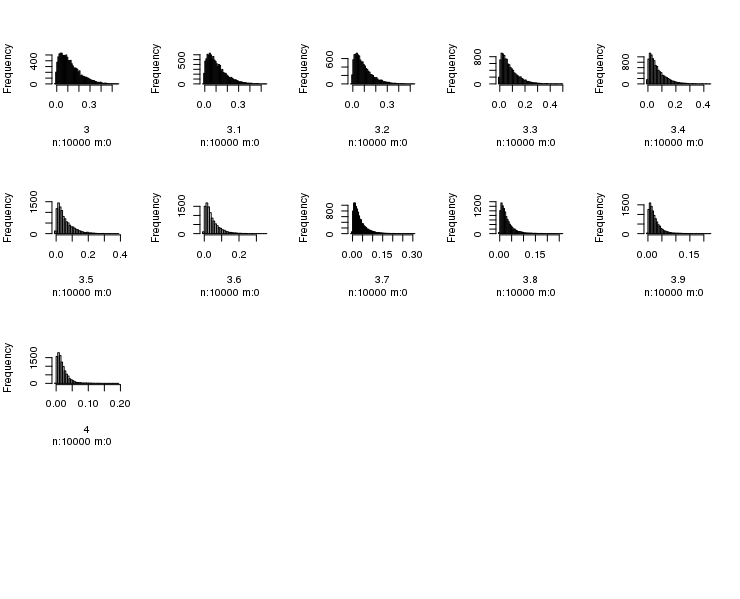 Frequency
0 400
0.0 0.3
3
n:10000 m:0
Frequency
0 500
0.0 0.3
3.1
n:10000 m:0
Frequency
0 600
0.0 0.3
3.2
n:10000 m:0
Frequency
0 800
0.0 0.2 0.4
3.3
n:10000 m:0
Frequency
0 800
0.0 0.2 0.4
3.4
n:10000 m:0
Frequency
0 1500
0.0 0.2 0.4
3.5
n:10000 m:0
Frequency
0 1500
0.0 0.2
3.6
n:10000 m:0
Frequency
0 800
0.00 0.15 0.30
3.7
n:10000 m:0
Frequency
0 1200
0.00 0.15
3.8
n:10000 m:0
Frequency
0 1500
0.00 0.15
3.9
n:10000 m:0
Frequency
0 1500
0.00 0.10 0.20
4
n:10000 m:0